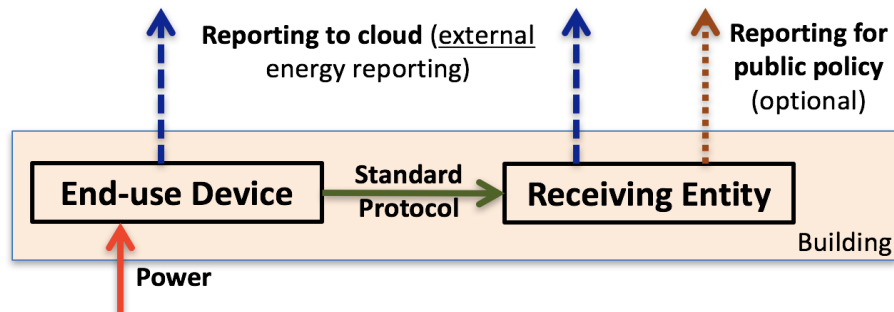 Reporting to cloud (external
energy reporting)
Reporting for
public policy
(optional)
End-use Device
Standard
Protocol
Receiving Entity
Building
Power